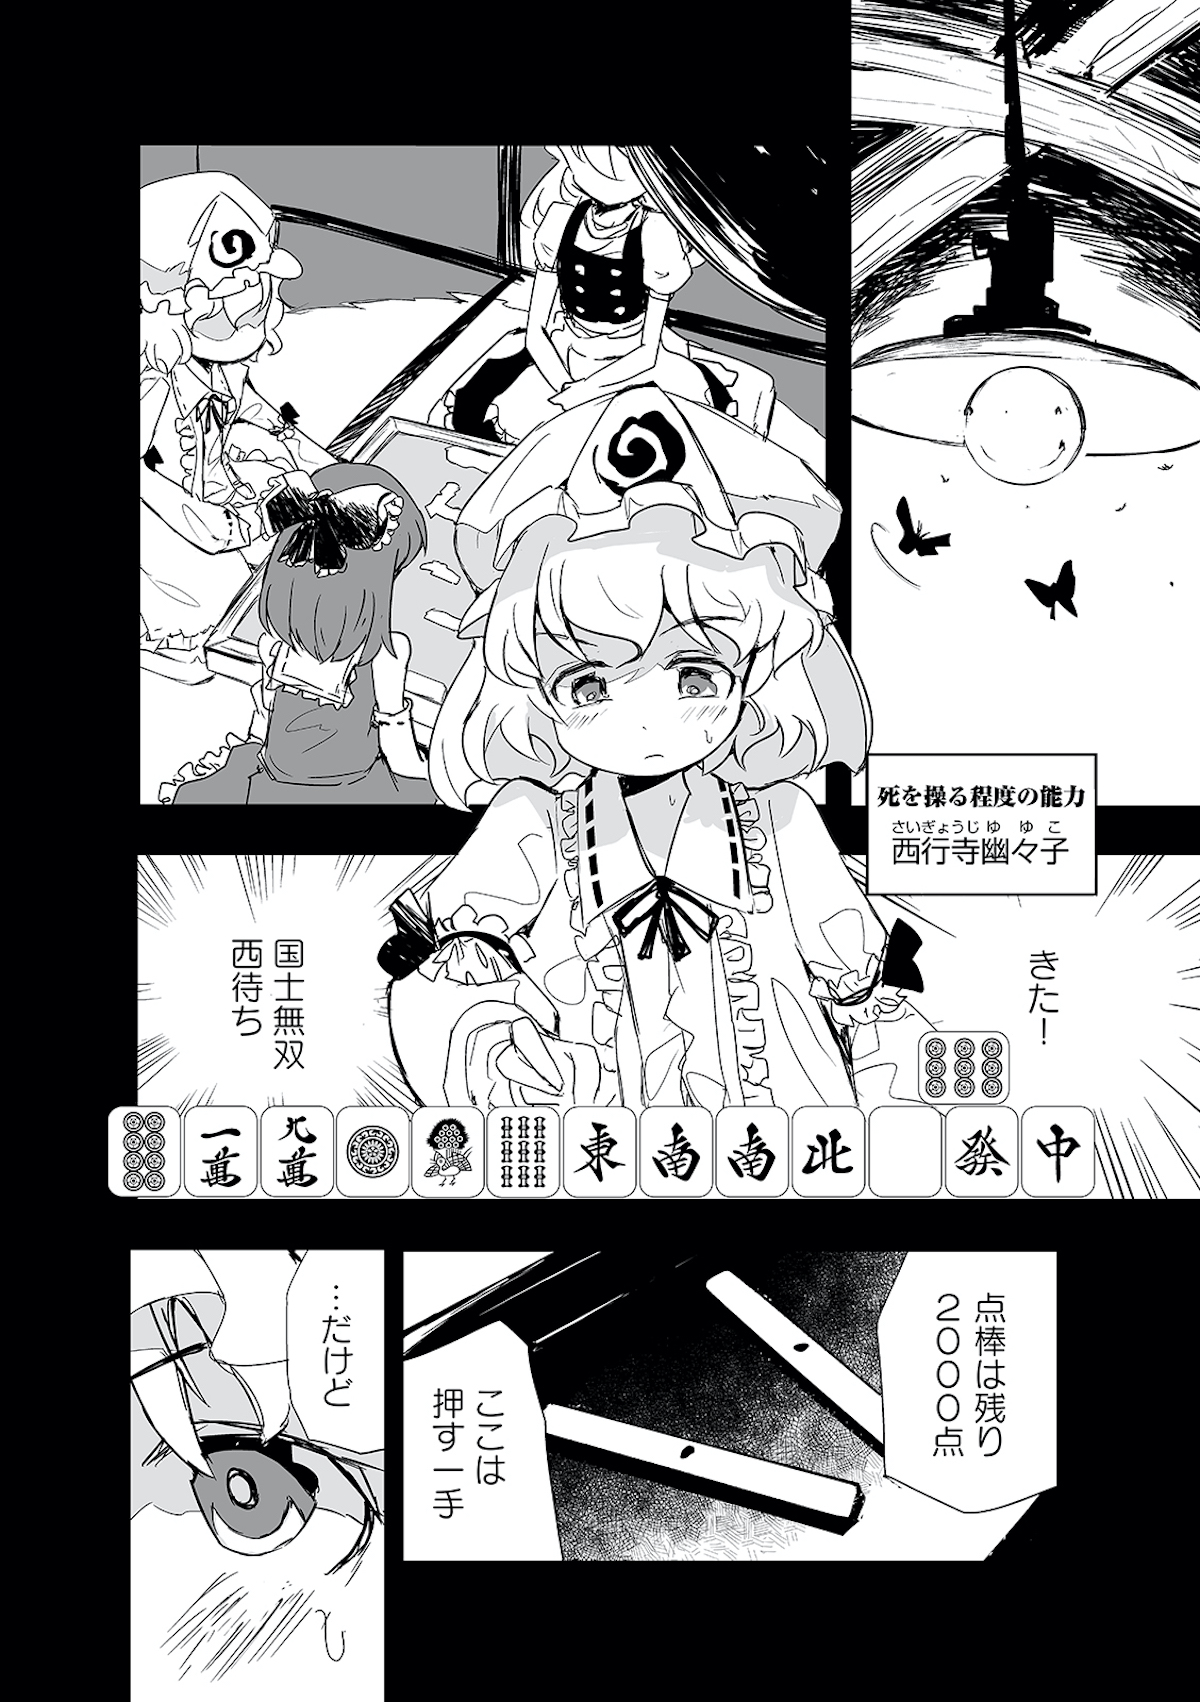 死を操る程度の能力
さいぎょうじ ゆ ゆ こ
西行寺幽々子
きた！
国士無双
西待ち
一萬
九萬
東
南
南
北
發
中
点棒は残り
2000点
ここは
押す一手
…だけど